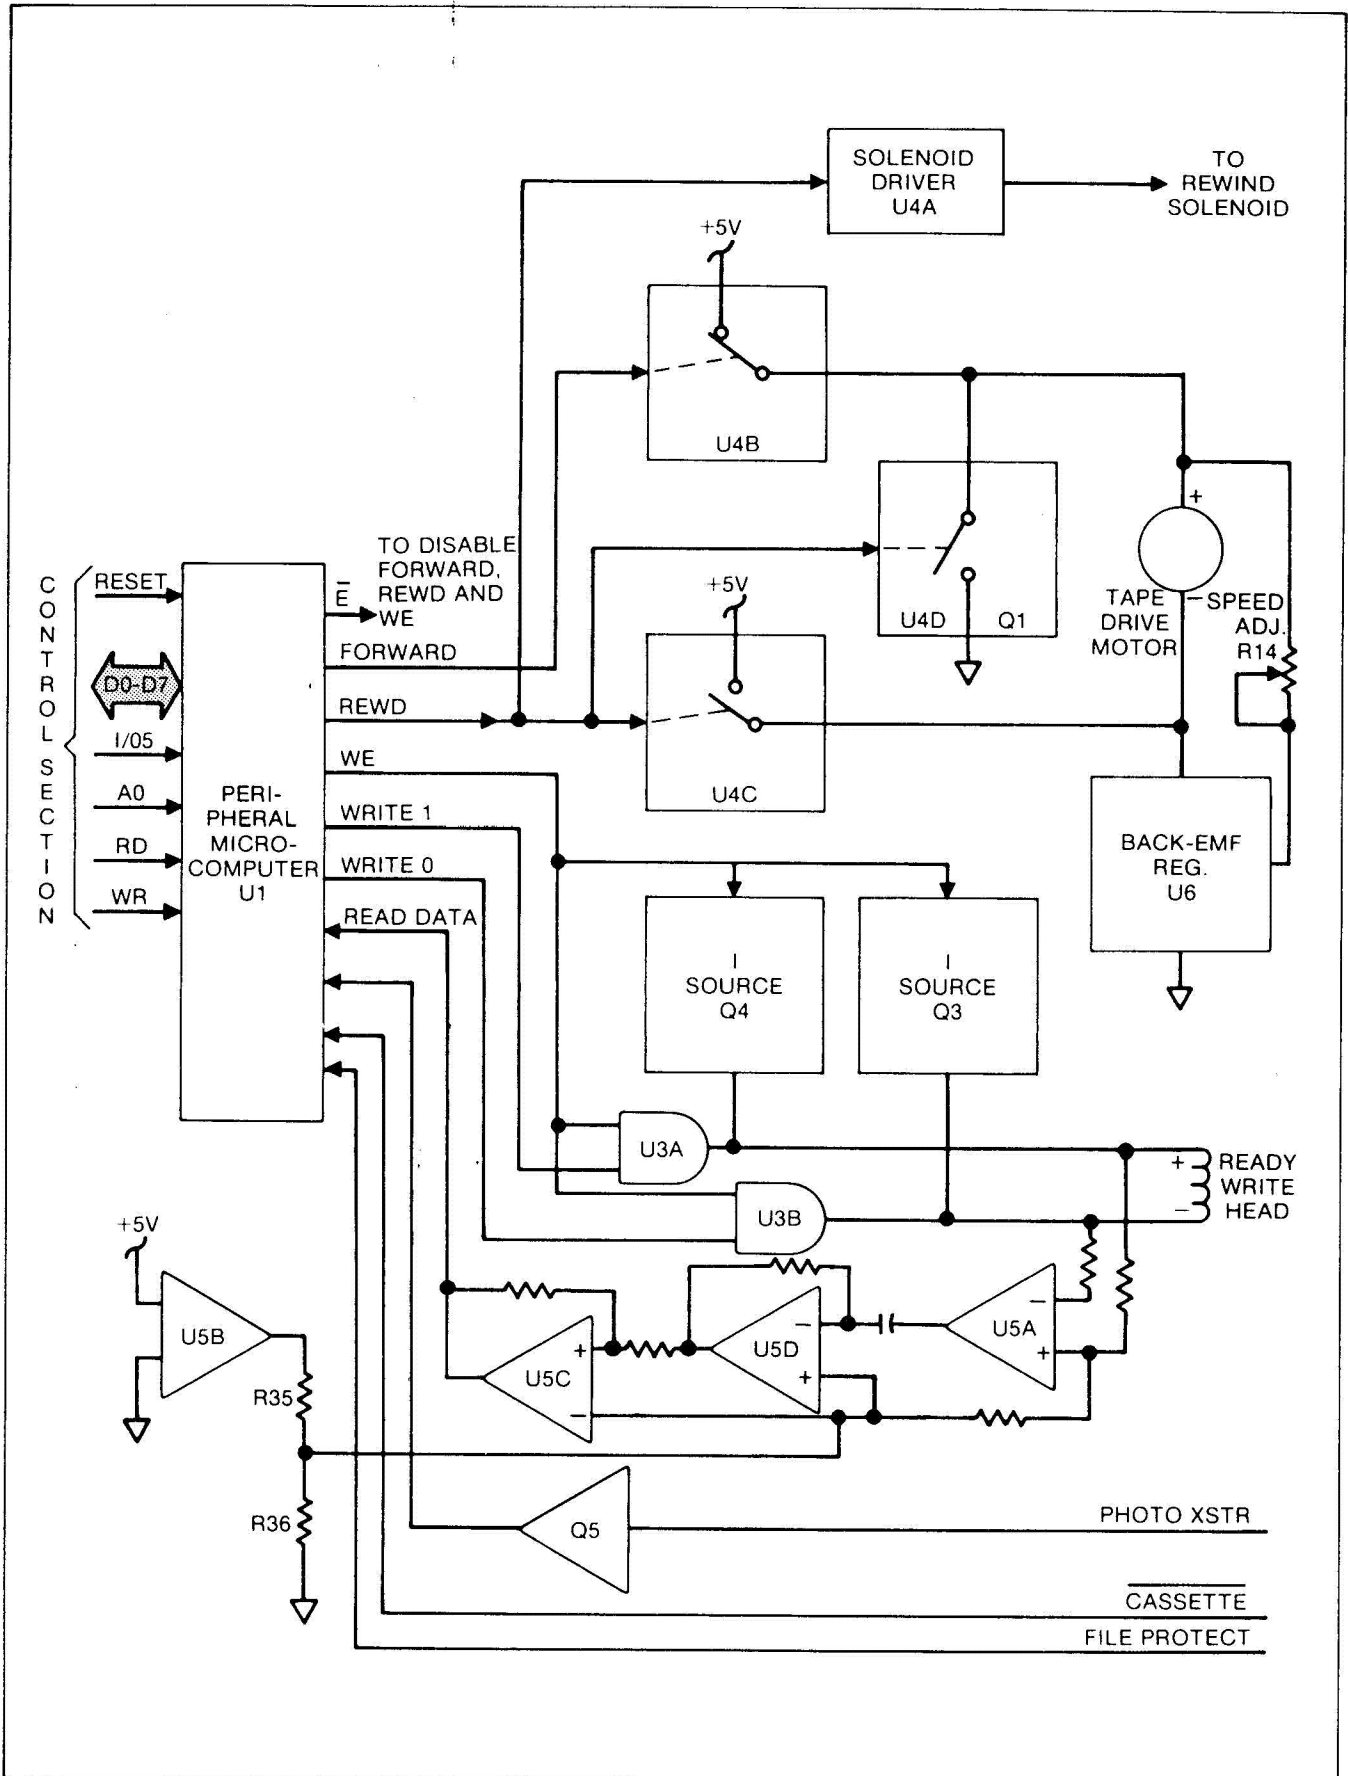 SOLENOID
DRIVER
U4A
TO
REWIND
SOLENOID
+5V
U4B
TO DISABLE
FORWARD,
REWD AND
WE
E
+5V
U4D Q1
+
−
TAPE
DRIVE
MOTOR
SPEED
ADJ.
R14
CONTROL SECTION
RESET
D0-D7
I/05
A0
RD
WR
PERI-
PHERAL
MICRO-
COMPUTER
U1
FORWARD
REWD
WE
WRITE 1
WRITE 0
READ DATA
U4C
BACK-EMF
REG.
U6
I
SOURCE
Q4
I
SOURCE
Q3
U3A
U3B
+
−
READY
WRITE
HEAD
+5V
U5B
R35
R36
U5C
+
−
U5D
−
+
U5A
−
+
Q5
PHOTO XSTR
CASSETTE
FILE PROTECT